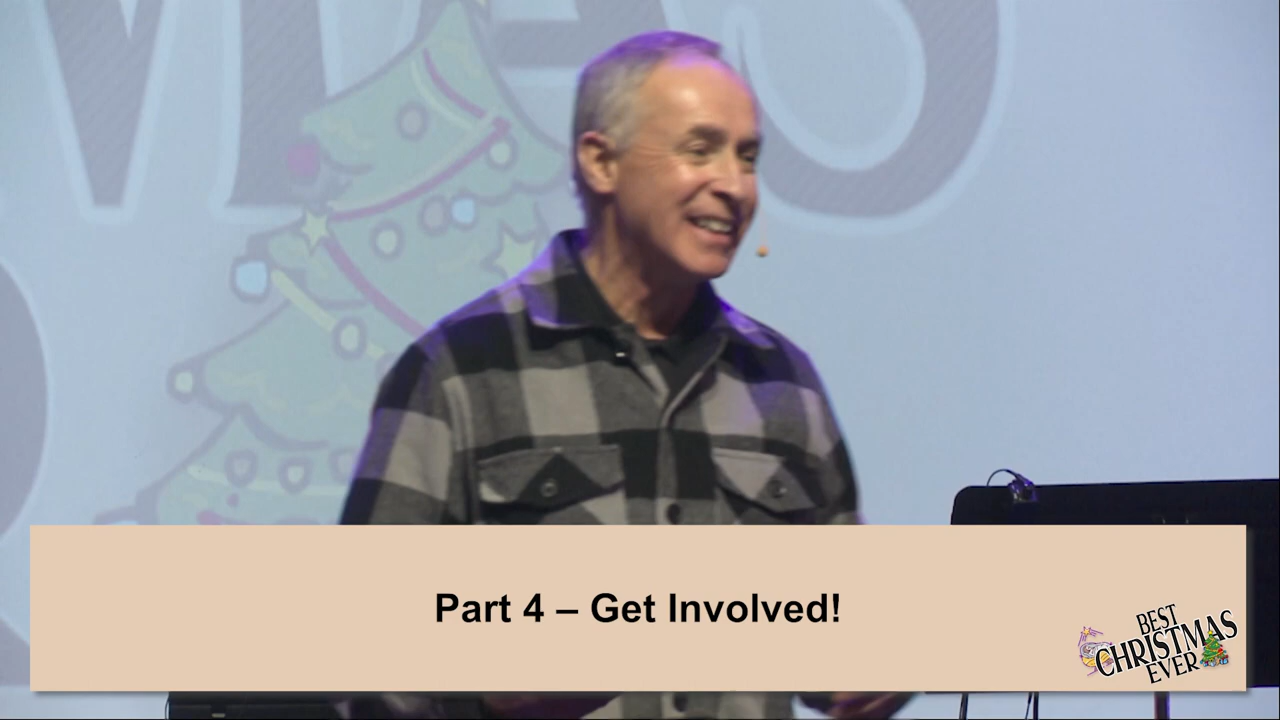 Part 4 – Get Involved!
BEST
CHRISTMAS
EVER